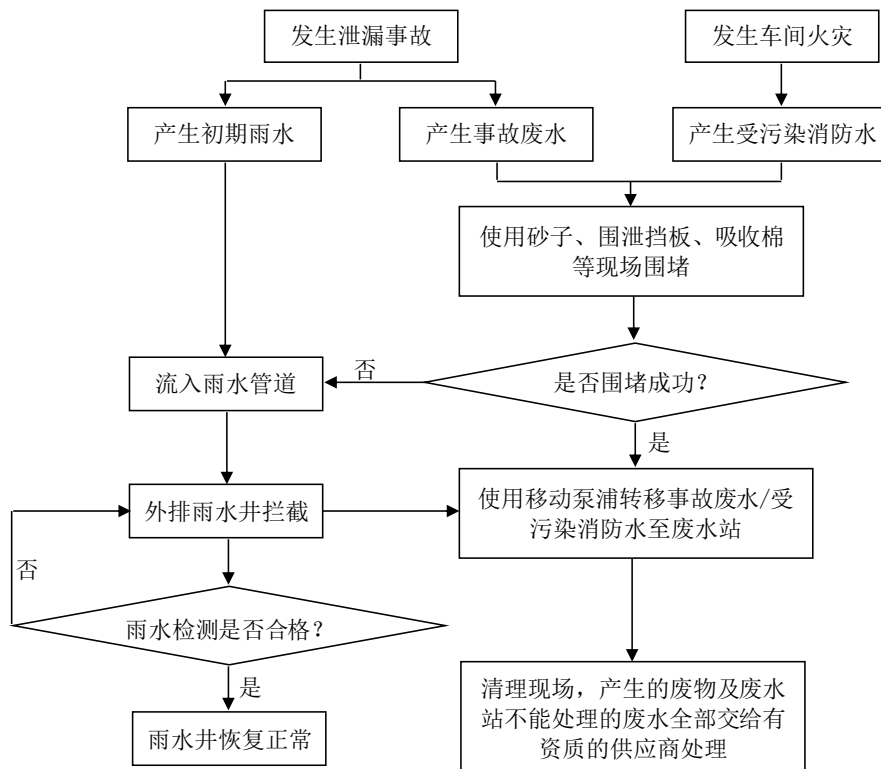 发生泄漏事故
发生车间火灾
产生初期雨水
产生事故废水
产生受污染消防水
使用砂子、围泄挡板、吸收棉
等现场围堵
是否围堵成功？
否
流入雨水管道
是
外排雨水井拦截
使用移动泵浦转移事故废水/受
污染消防水至废水站
否
雨水检测是否合格？
是
雨水井恢复正常
清理现场，产生的废物及废水
站不能处理的废水全部交给有
资质的供应商处理